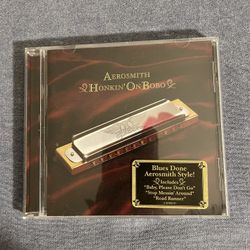 AEROSMITH
HONKIN' ON BOBO
Blues Done
Aerosmith Style!
Includes
"Baby, Please Don't Go"
"Stop Messin' Around"
"Road Runner"